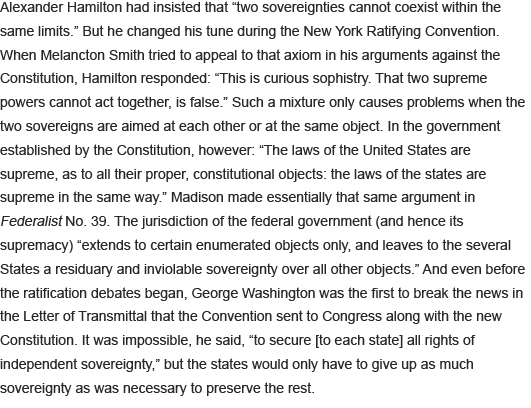 Alexander Hamilton had insisted that “two sovereignties cannot coexist within the
same limits.” But he changed his tune during the New York Ratifying Convention.
When Melancton Smith tried to appeal to that axiom in his arguments against the
Constitution, Hamilton responded: “This is curious sophistry. That two supreme
powers cannot act together, is false.” Such a mixture only causes problems when the
two sovereigns are aimed at each other or at the same object. In the government
established by the Constitution, however: “The laws of the United States are
supreme, as to all their proper, constitutional objects: the laws of the states are
supreme in the same way.” Madison made essentially that same argument in
Federalist No. 39. The jurisdiction of the federal government (and hence its
supremacy) “extends to certain enumerated objects only, and leaves to the several
States a residuary and inviolable sovereignty over all other objects.” And even before
the ratification debates began, George Washington was the first to break the news in
the Letter of Transmittal that the Convention sent to Congress along with the new
Constitution. It was impossible, he said, “to secure [to each state] all rights of
independent sovereignty,” but the states would only have to give up as much
sovereignty as was necessary to preserve the rest.